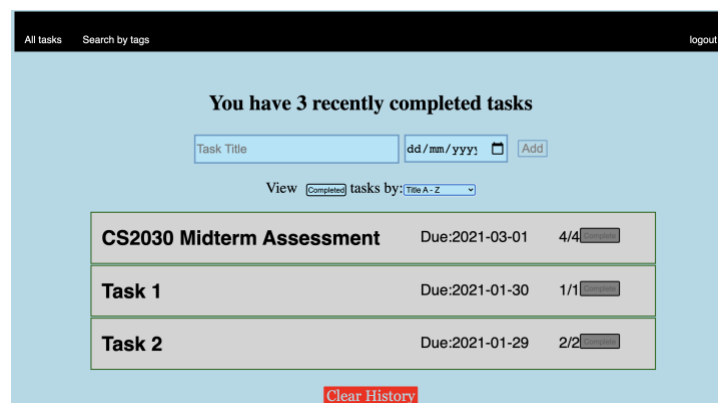 All tasks Search by tags logout
You have 3 recently completed tasks
Task Title dd/mm/yyyy Add
View Completed tasks by: Title A - Z
CS2030 Midterm Assessment Due:2021-03-01 4/4 Complete
Task 1 Due:2021-01-30 1/1 Complete
Task 2 Due:2021-01-29 2/2 Complete
Clear History